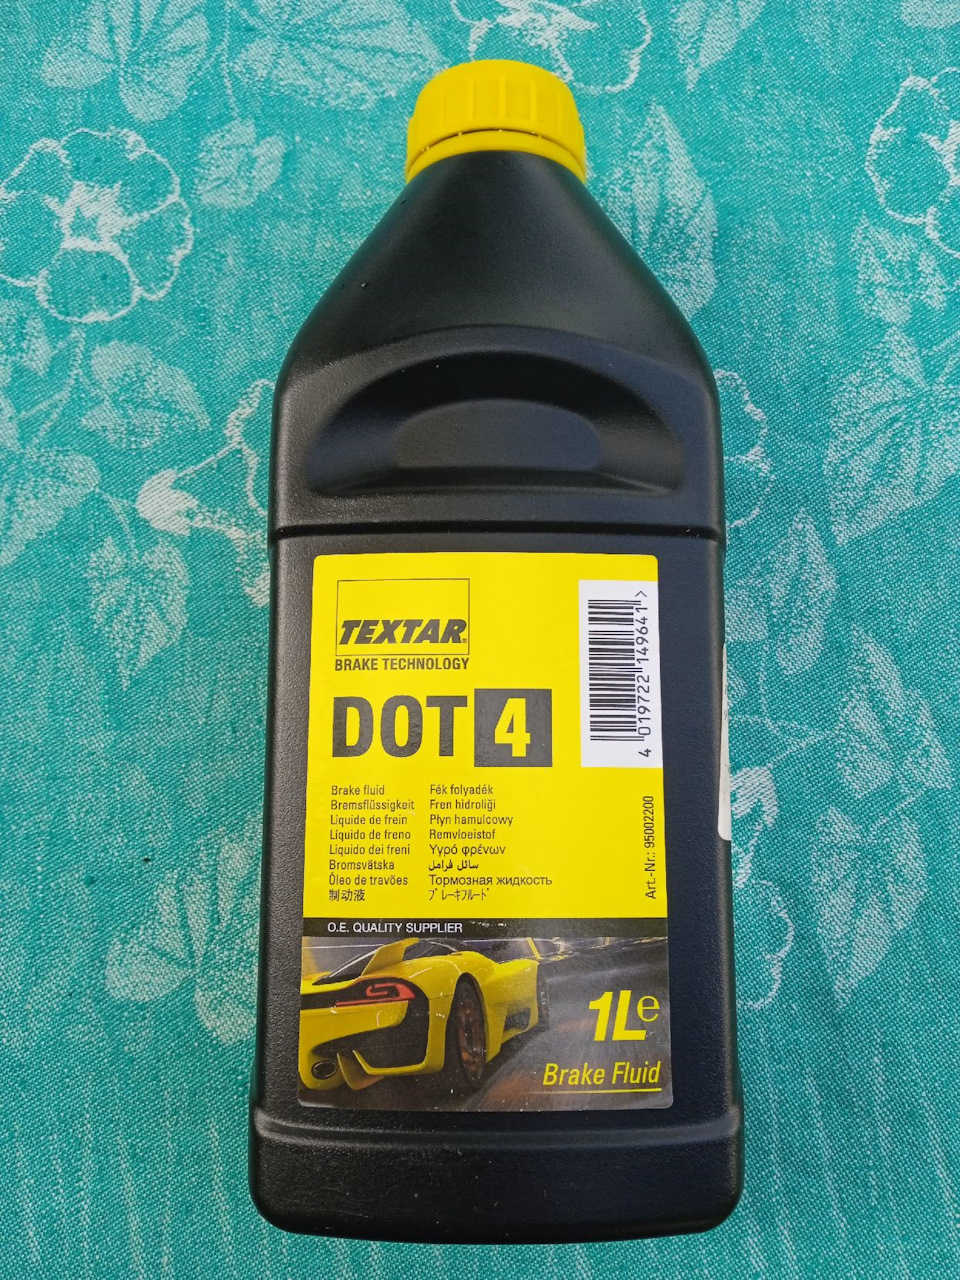 TEXTAR®
BRAKE TECHNOLOGY
DOT 4
4 019722 149641 >
Brake fluid
Bremsflüssigkeit
Liquide de frein
Líquido de freno
Liquido dei freni
Bromsvätska
Óleo de travões
制动液
Fék folyadék
Fren hidroliği
Płyn hamulcowy
Remvloeistof
Υγρό φρένων
سائل فرامل
Тормозная жидкость
ﾌﾞﾚｰｷﾌﾙｰﾄﾞ
Art.-Nr.: 95002200
O.E. QUALITY SUPPLIER
1L℮
Brake Fluid